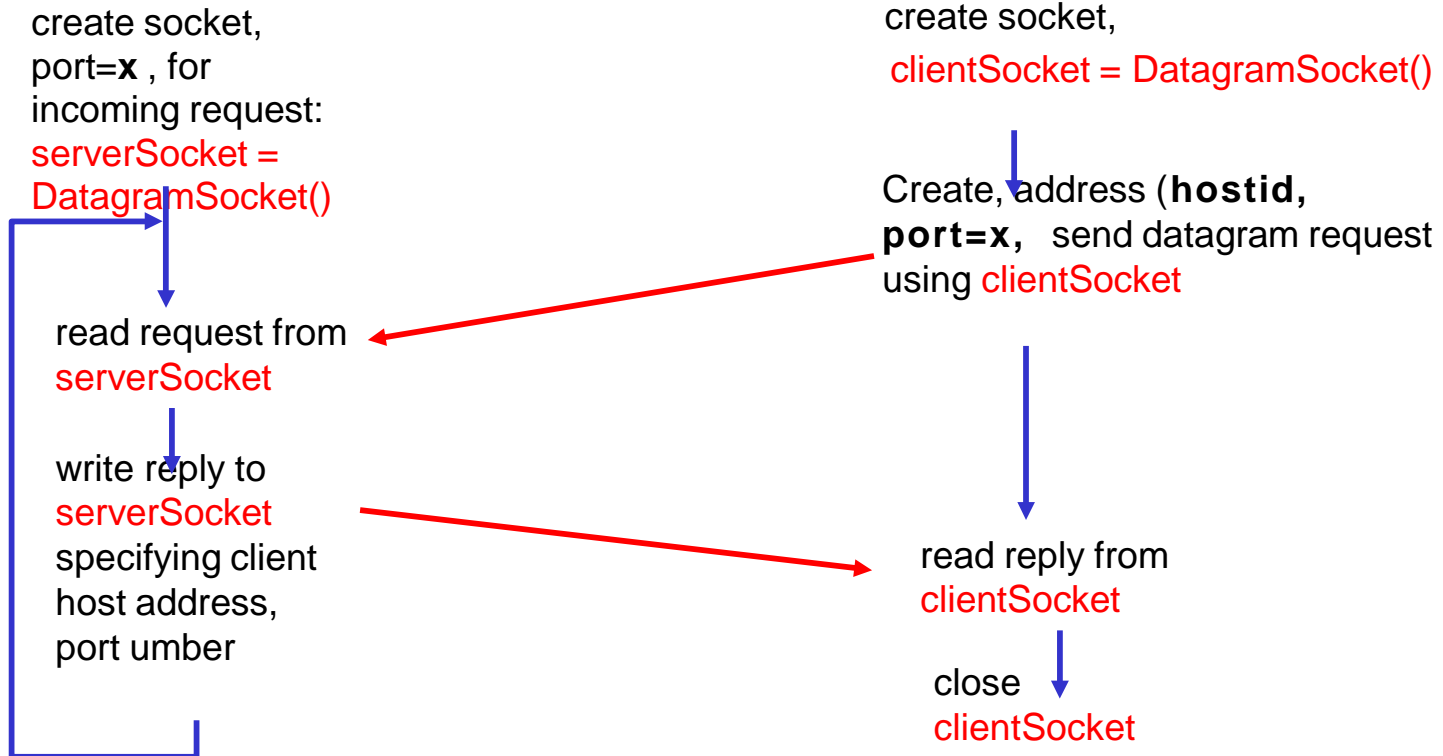 create socket,
port=x , for
incoming request:
serverSocket =
DatagramSocket()
read request from
serverSocket
write reply to
serverSocket
specifying client
host address,
port umber
create socket,
clientSocket = DatagramSocket()
Create, address (hostid,
port=x, send datagram request
using clientSocket
read reply from
clientSocket
close
clientSocket